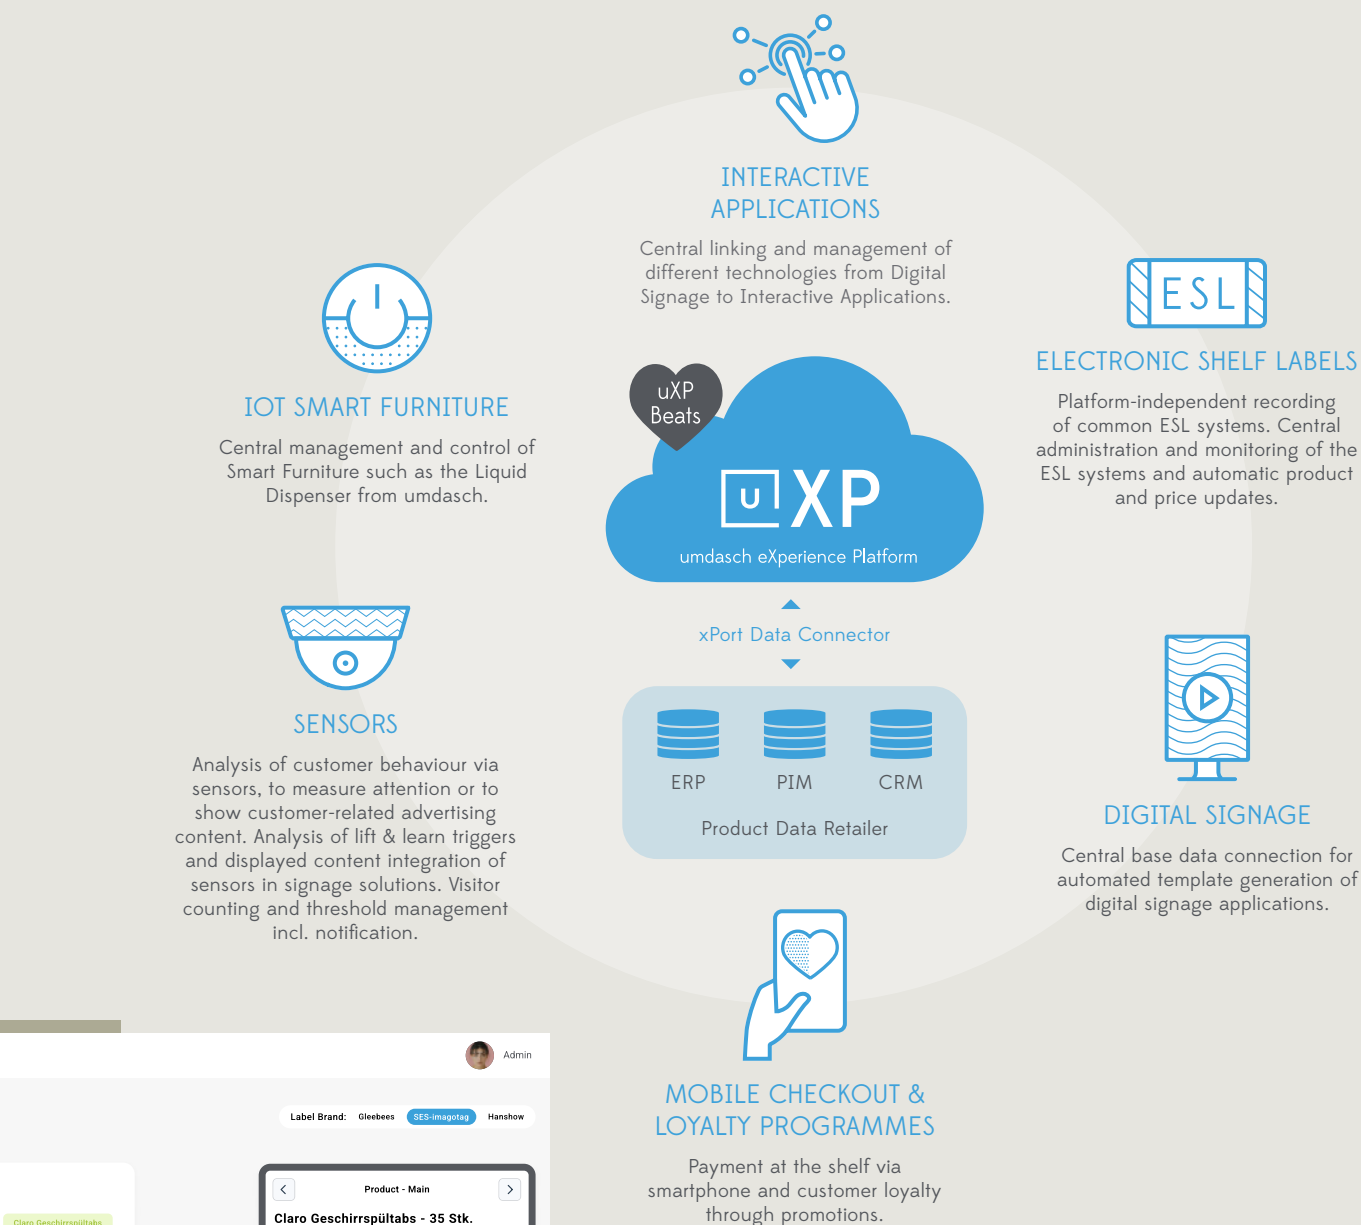 INTERACTIVE
APPLICATIONS
Central linking and management of
different technologies from Digital
Signage to Interactive Applications.
IOT SMART FURNITURE
Central management and control of
Smart Furniture such as the Liquid
Dispenser from umdasch.
ESL
ELECTRONIC SHELF LABELS
Platform-independent recording
of common ESL systems. Central
administration and monitoring of the
ESL systems and automatic product
and price updates.
uXP
Beats
u XP
umdasch eXperience Platform
xPort Data Connector
ERP PIM CRM
Product Data Retailer
SENSORS
Analysis of customer behaviour via
sensors, to measure attention or to
show customer-related advertising
content. Analysis of lift & learn triggers
and displayed content integration of
sensors in signage solutions. Visitor
counting and threshold management
incl. notification.
DIGITAL SIGNAGE
Central base data connection for
automated template generation of
digital signage applications.
MOBILE CHECKOUT &
LOYALTY PROGRAMMES
Payment at the shelf via
smartphone and customer loyalty
through promotions.
Admin
Label Brand: Gleebees SES-imagotag Hanshow
Product - Main
Claro Geschirrspültabs
Claro Geschirrspültabs - 35 Stk.